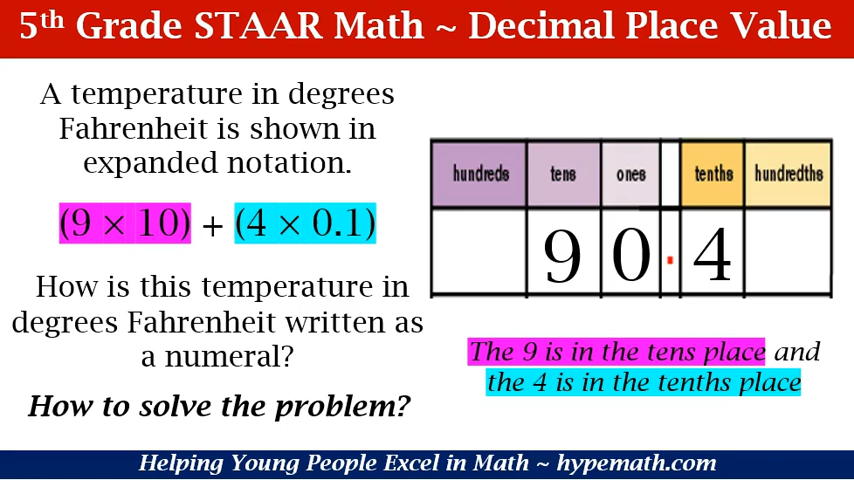 5th Grade STAAR Math ~ Decimal Place Value
A temperature in degrees
Fahrenheit is shown in
expanded notation.
(9 × 10) + (4 × 0.1)
How is this temperature in
degrees Fahrenheit written as
a numeral?
How to solve the problem?
hundreds tens ones tenths hundredths
9 0 . 4
The 9 is in the tens place and
the 4 is in the tenths place
Helping Young People Excel in Math ~ hypemath.com